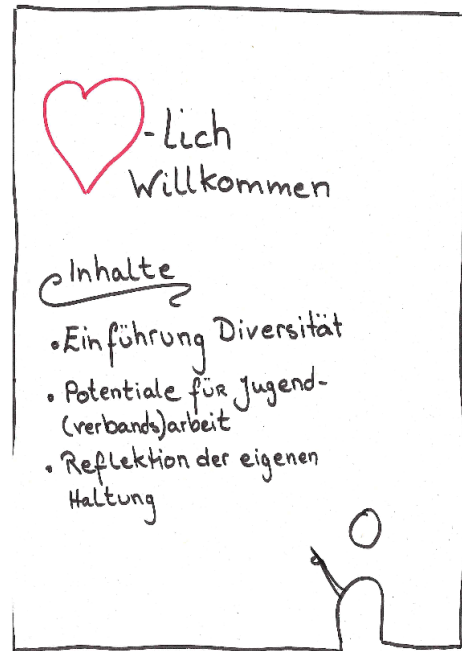 -lich
Willkommen
Inhalte
• Einführung Diversität
• Potentiale für Jugend-
(verbands)arbeit
• Reflektion der eigenen
Haltung